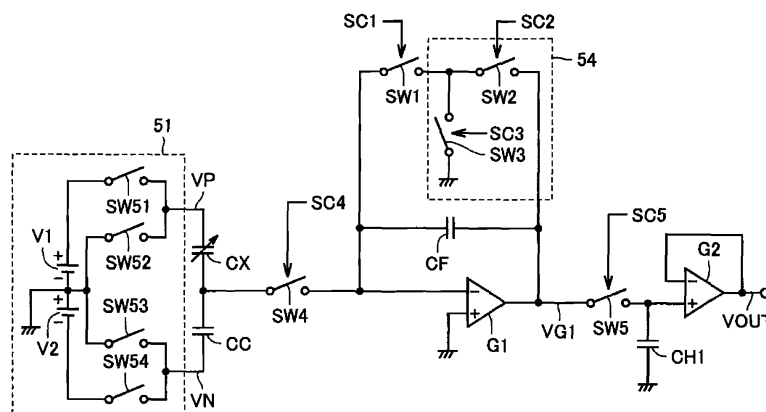 SC1
SC2
54
SW1
SW2
SC3
SW3
51
VP
SC4
SC5
SW51
V1
SW52
CX
CF
G2
SW4
SW53
V2
SW54
CC
VN
G1
VG1
SW5
VOUT
CH1
+
-
+
-
-
+
-
+